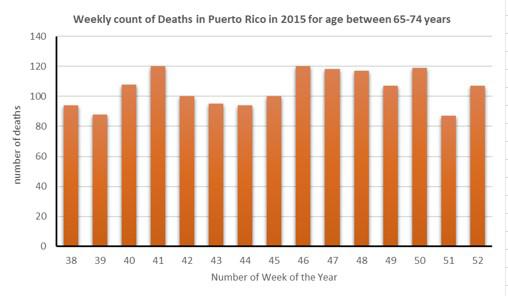 Weekly count of Deaths in Puerto Rico in 2015 for age between 65-74 years
140
120
100
80
60
40
20
0
number of deaths
38 39 40 41 42 43 44 45 46 47 48 49 50 51 52
Number of Week of the Year